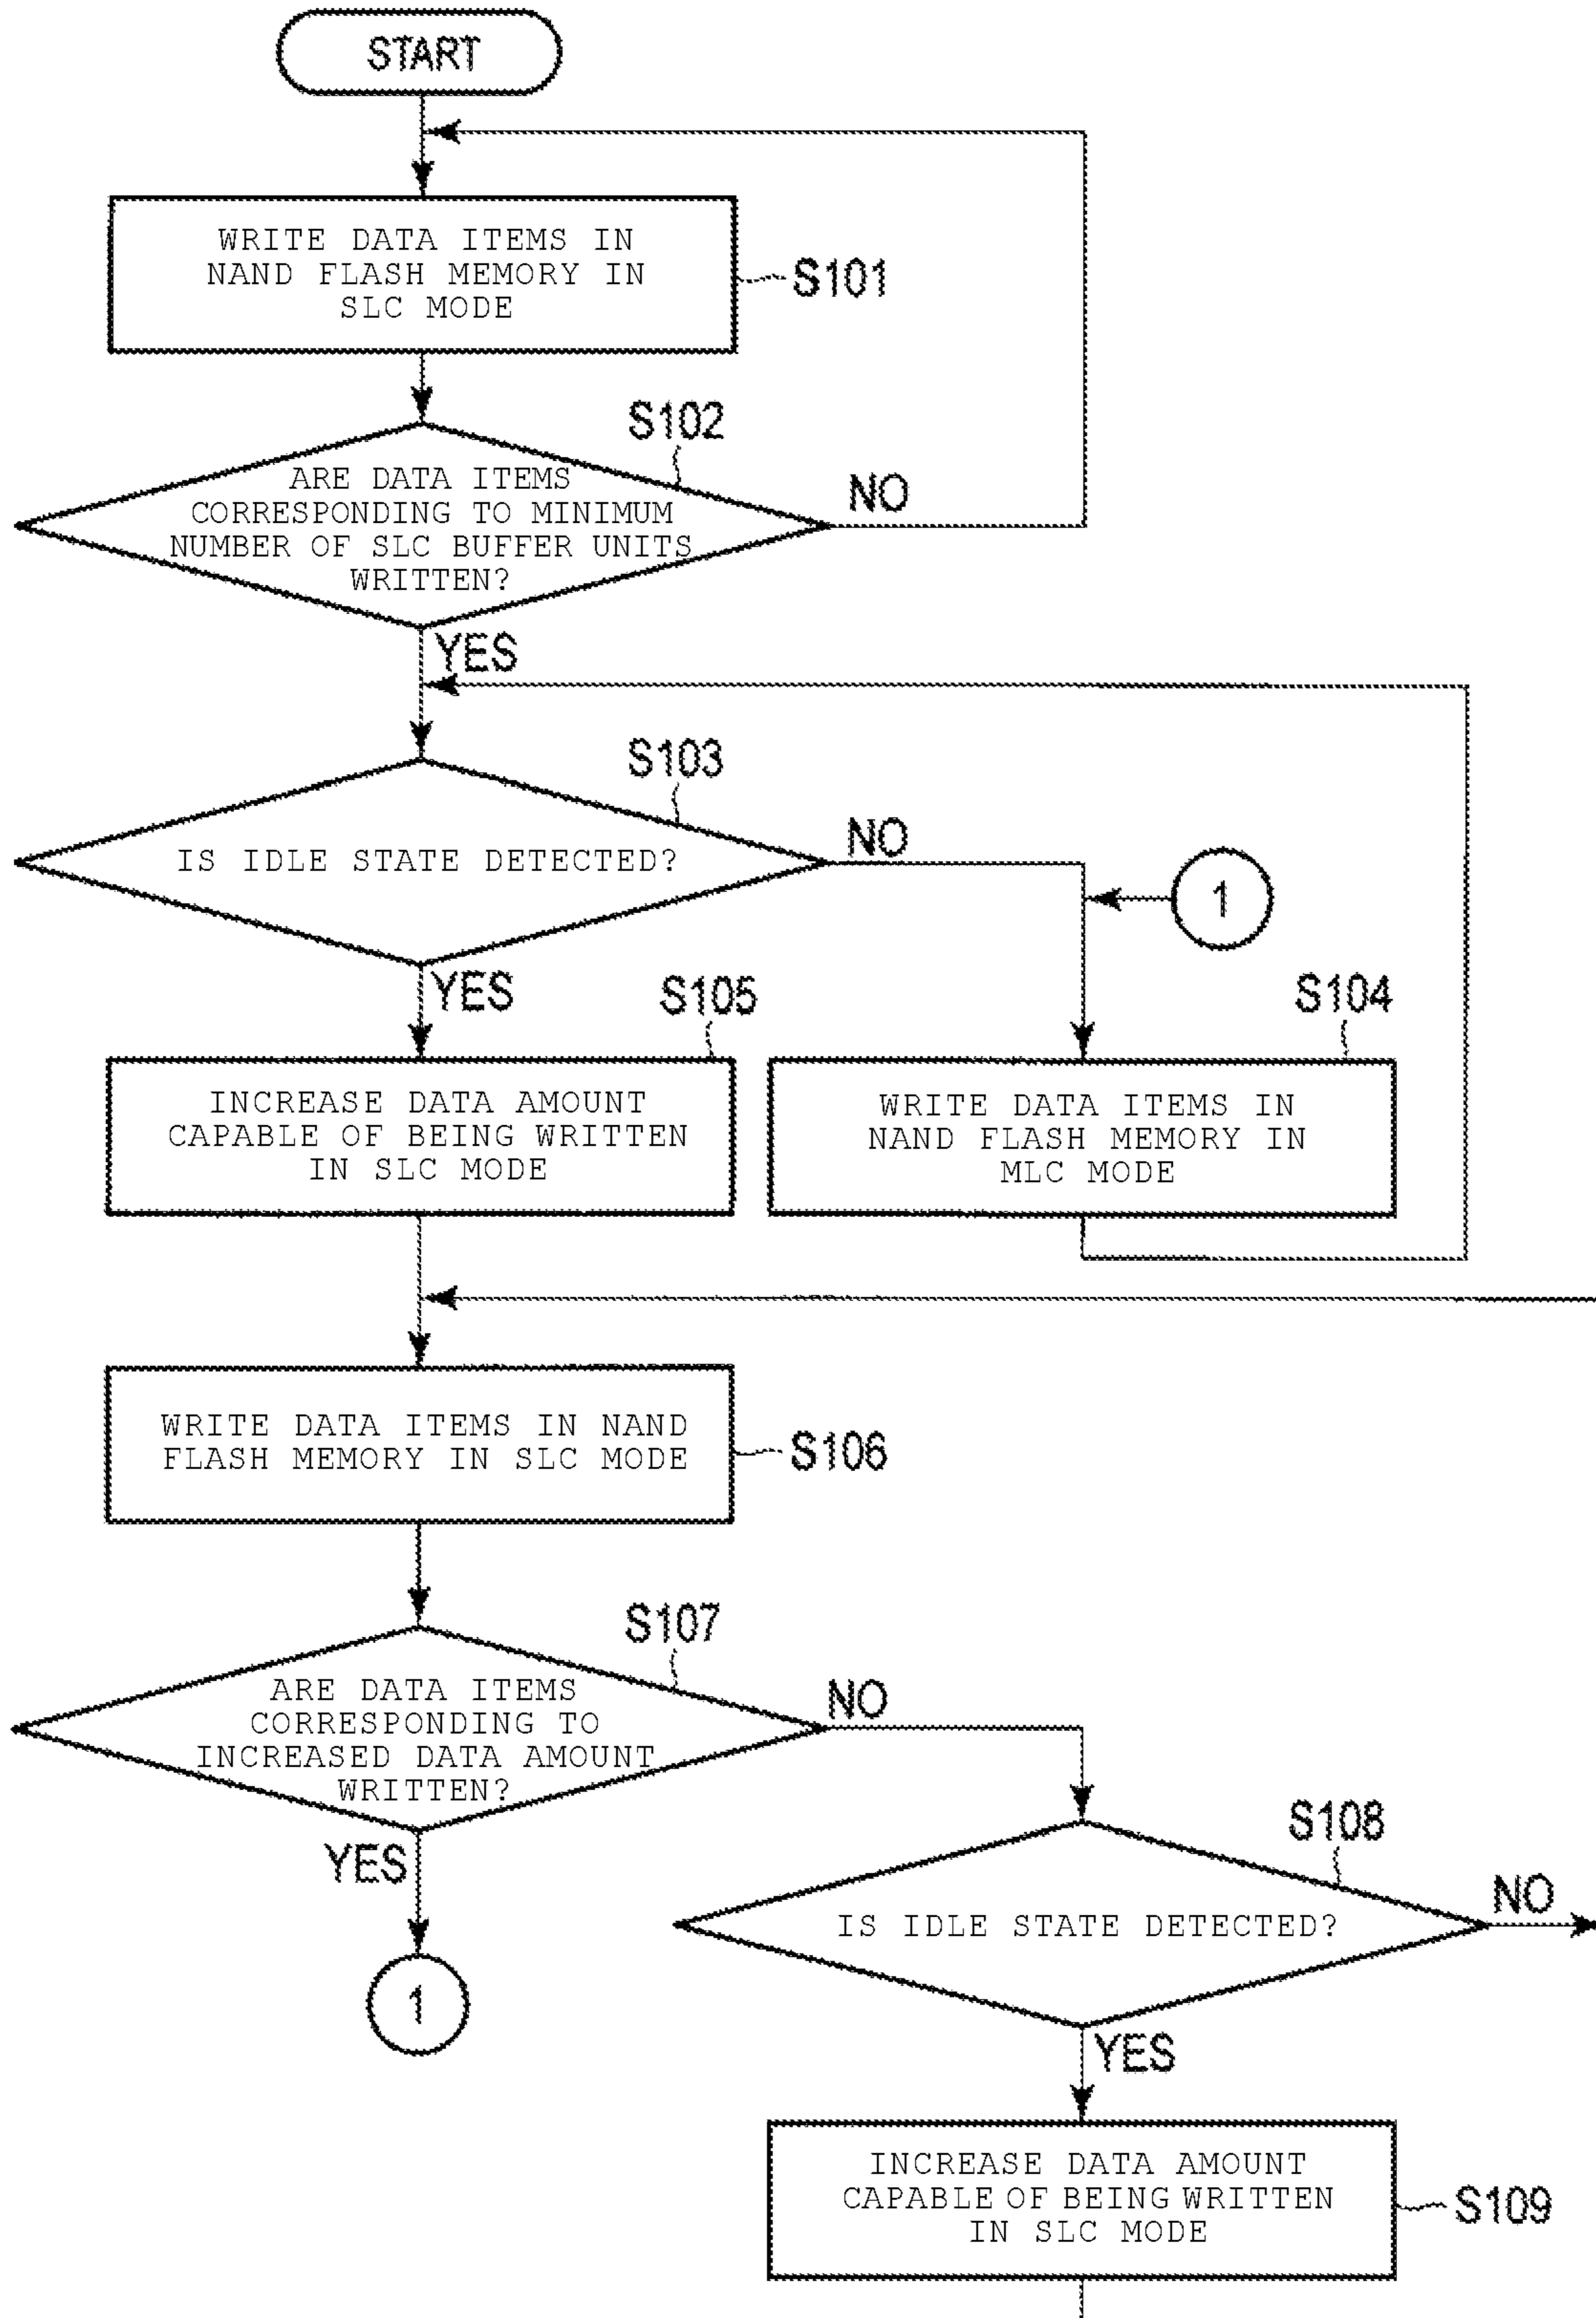 START
WRITE DATA ITEMS IN
NAND FLASH MEMORY IN
SLC MODE
S101
S102
ARE DATA ITEMS
CORRESPONDING TO MINIMUM
NUMBER OF SLC BUFFER UNITS
WRITTEN?
NO
YES
S103
IS IDLE STATE DETECTED?
NO
1
YES
S105
S104
INCREASE DATA AMOUNT
CAPABLE OF BEING WRITTEN
IN SLC MODE
WRITE DATA ITEMS IN
NAND FLASH MEMORY IN
MLC MODE
WRITE DATA ITEMS IN NAND
FLASH MEMORY IN SLC MODE
S106
S107
ARE DATA ITEMS
CORRESPONDING TO
INCREASED DATA AMOUNT
WRITTEN?
NO
YES
1
S108
IS IDLE STATE DETECTED?
NO
YES
INCREASE DATA AMOUNT
CAPABLE OF BEING WRITTEN
IN SLC MODE
S109